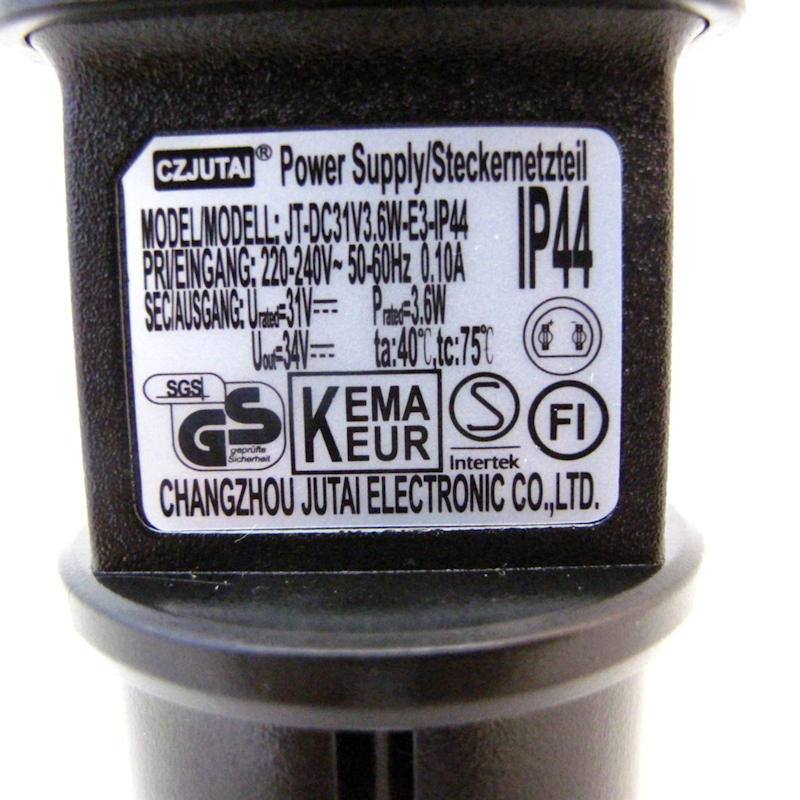 CZJUTAI® Power Supply/Steckernetzteil
MODEL/MODELL: JT-DC31V3.6W-E3-IP44
IP44
PRI/EINGANG: 220-240V~ 50-60Hz 0.10A
SEC/AUSGANG: Urated=31V⎓ Prated=3.6W
Uout=34V⎓ ta:40℃,tc:75℃
SGS
GS
geprüfte
Sicherheit
KEMA
KEUR
S
Intertek
FI
CHANGZHOU JUTAI ELECTRONIC CO.,LTD.